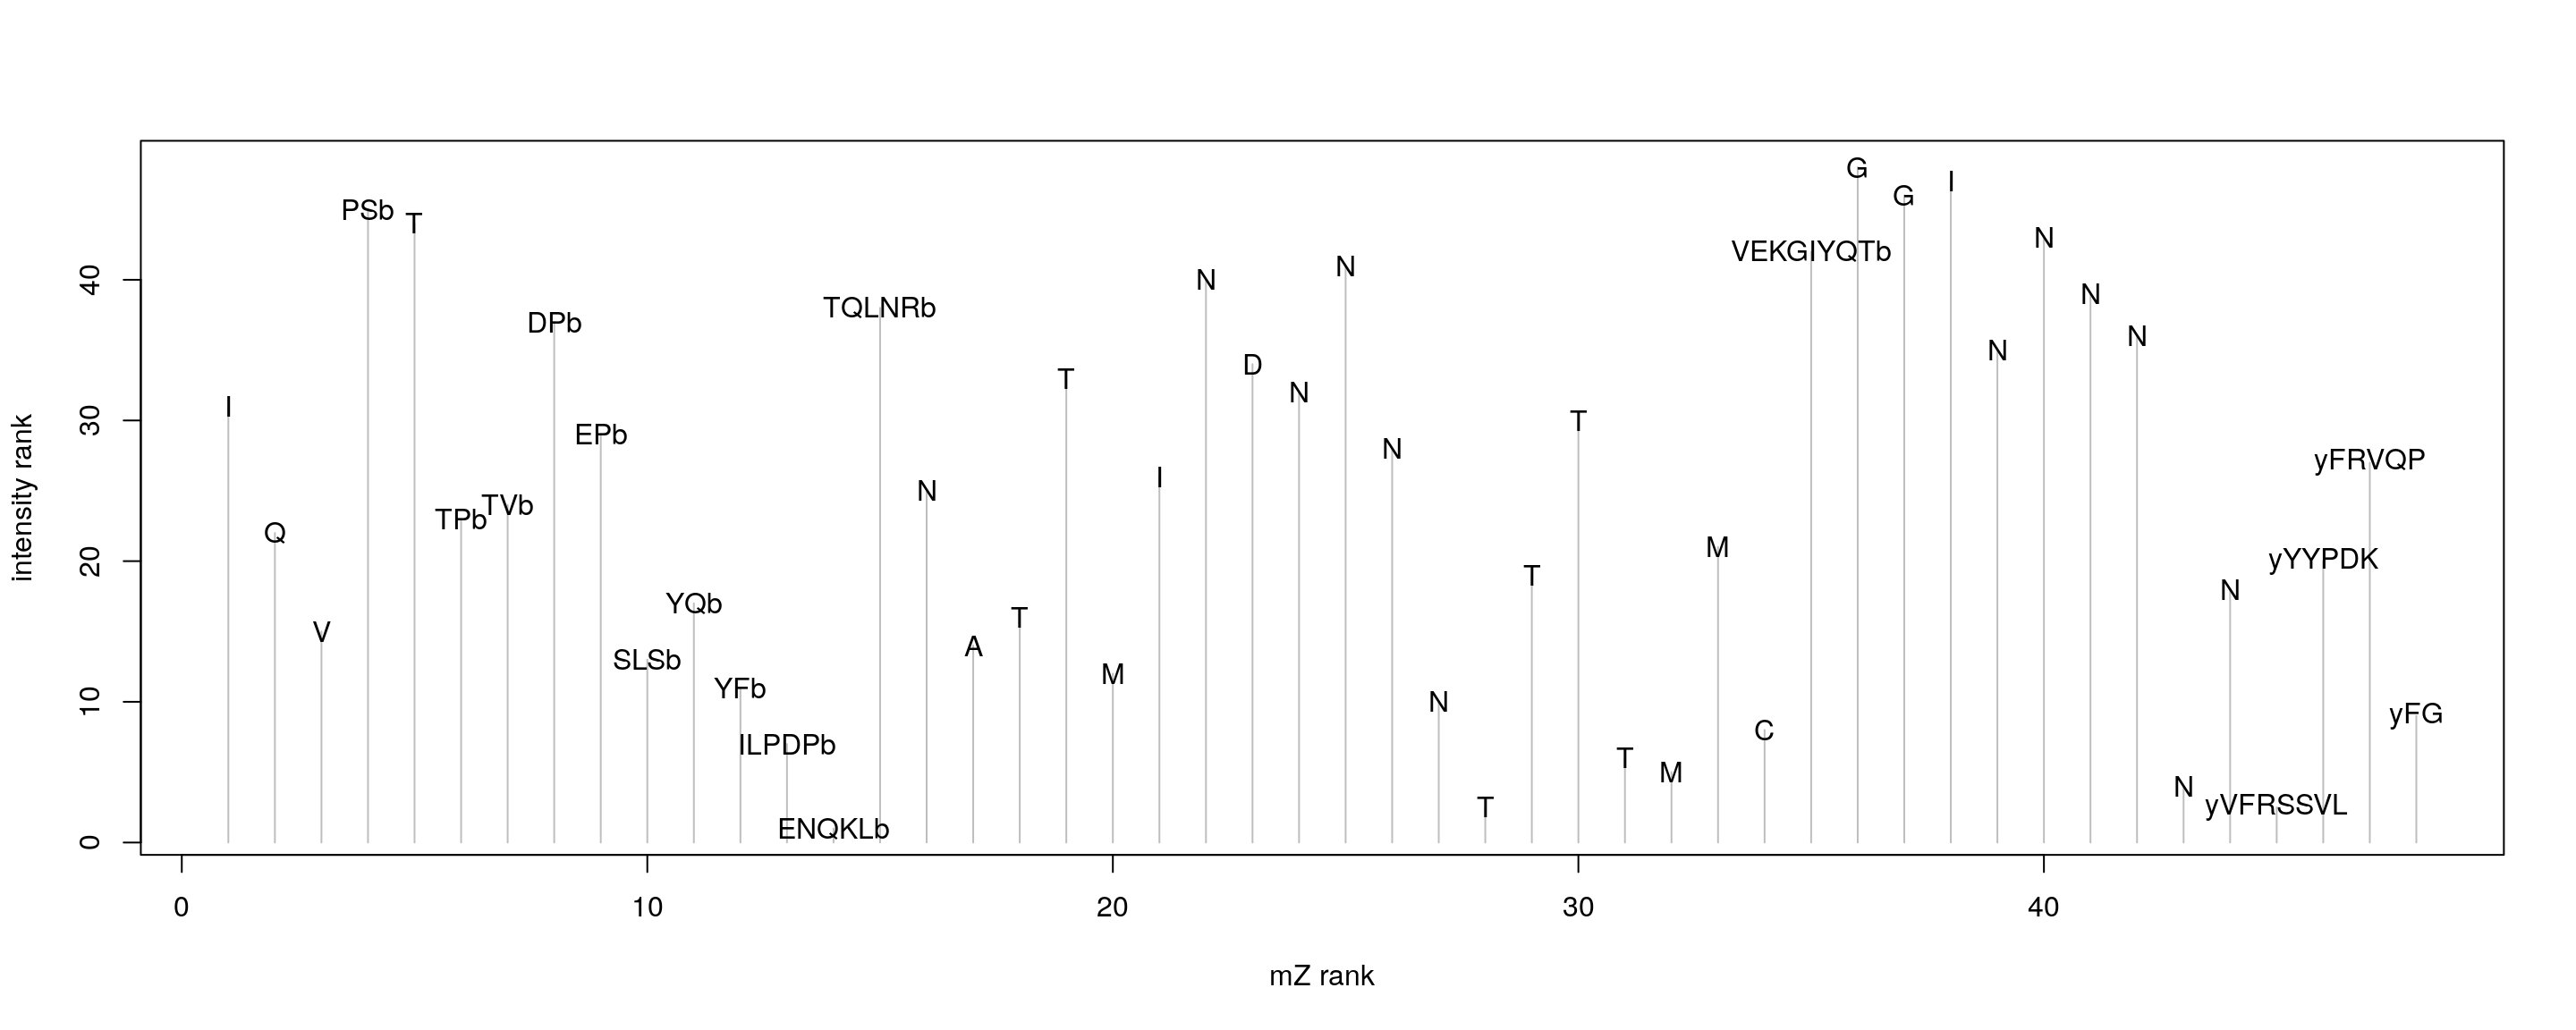 G
G
I
PSb
T
N
VEKGIYQTb
N
N
N
TQLNRb
DPb
N
N
D
T
N
I
T
EPb
N
yFRVQP
I
N
TVb
TPb
Q
M
T
yYYPDK
N
YQb
T
V
A
SLSb
M
YFb
N
yFG
C
ILPDPb
T
M
N
T
yVFRSSVL
ENQKLb
intensity rank
0
10
20
30
40
0 10 20 30 40
mZ rank